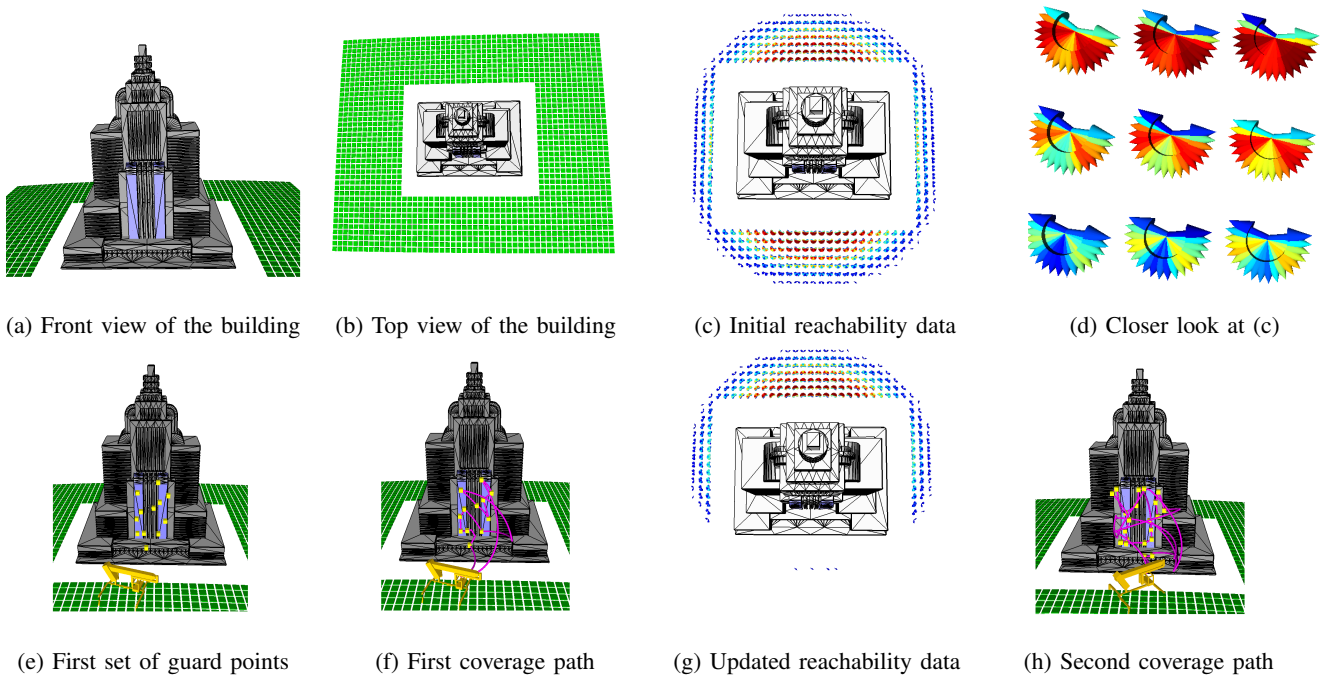 (a) Front view of the building
(b) Top view of the building
(c) Initial reachability data
(d) Closer look at (c)
(e) First set of guard points
(f) First coverage path
(g) Updated reachability data
(h) Second coverage path